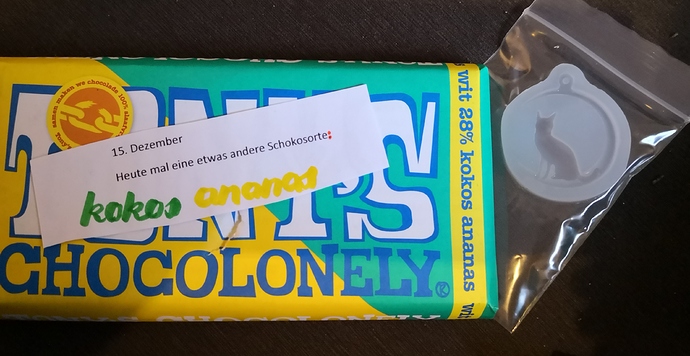 15. Dezember
Heute mal eine etwas andere Schokosorte:
kokos ananas
TONY'S
CHOCOLONELY®
wit 28% kokos ananas